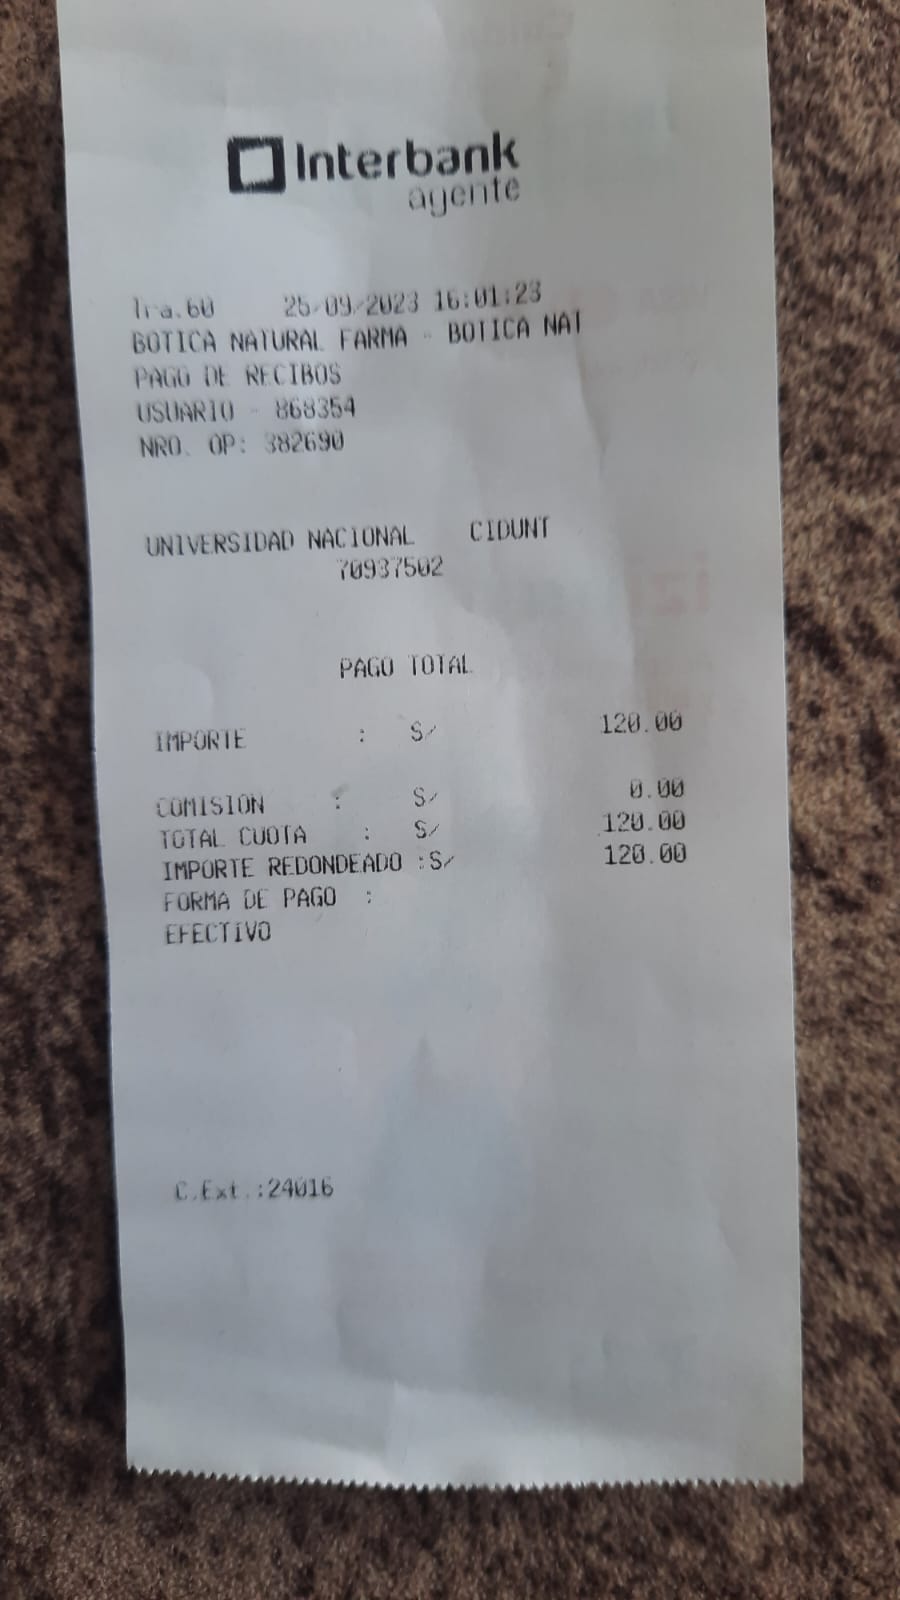 Interbank
agente
Tra.60 25/09/2023 16:01:23
BOTICA NATURAL FARMA - BOTICA NAT
PAGO DE RECIBOS
USUARIO - 868354
NRO. OP: 382690
UNIVERSIDAD NACIONAL CIDUNT
70937502
PAGO TOTAL
IMPORTE : S/ 120.00
COMISION : S/ 0.00
TOTAL CUOTA : S/ 120.00
IMPORTE REDONDEADO :S/ 120.00
FORMA DE PAGO :
EFECTIVO
C.Ext.:24016